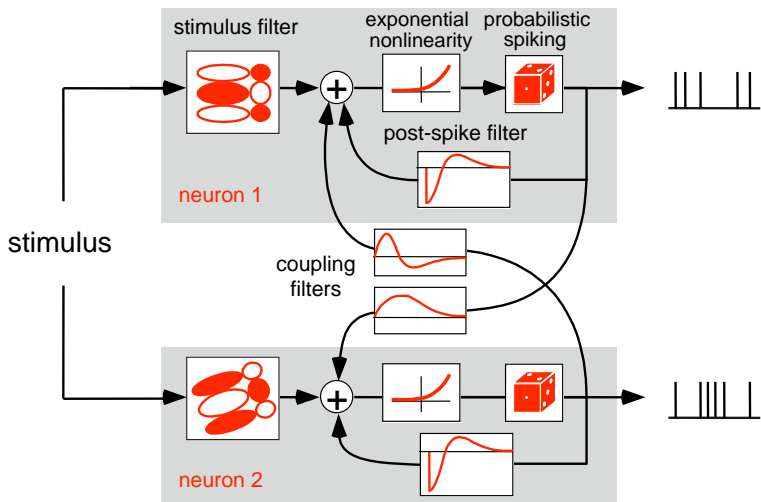 stimulus filter
exponential
nonlinearity
probabilistic
spiking
+
post-spike filter
neuron 1
stimulus
coupling
filters
+
neuron 2